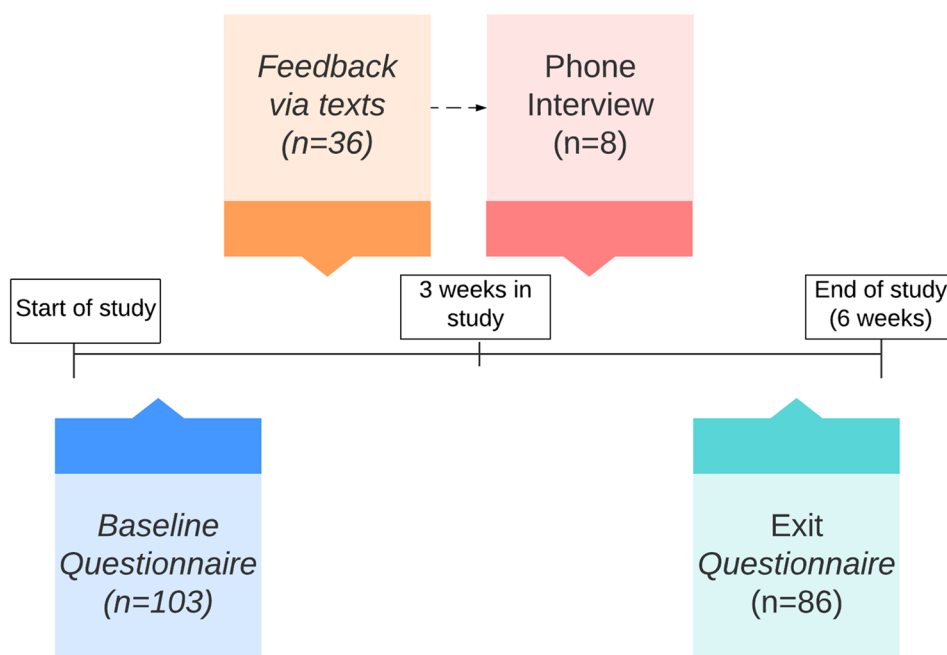 Feedback
via texts
(n=36)
Phone
Interview
(n=8)
Start of study
3 weeks in
study
End of study
(6 weeks)
Baseline
Questionnaire
(n=103)
Exit
Questionnaire
(n=86)